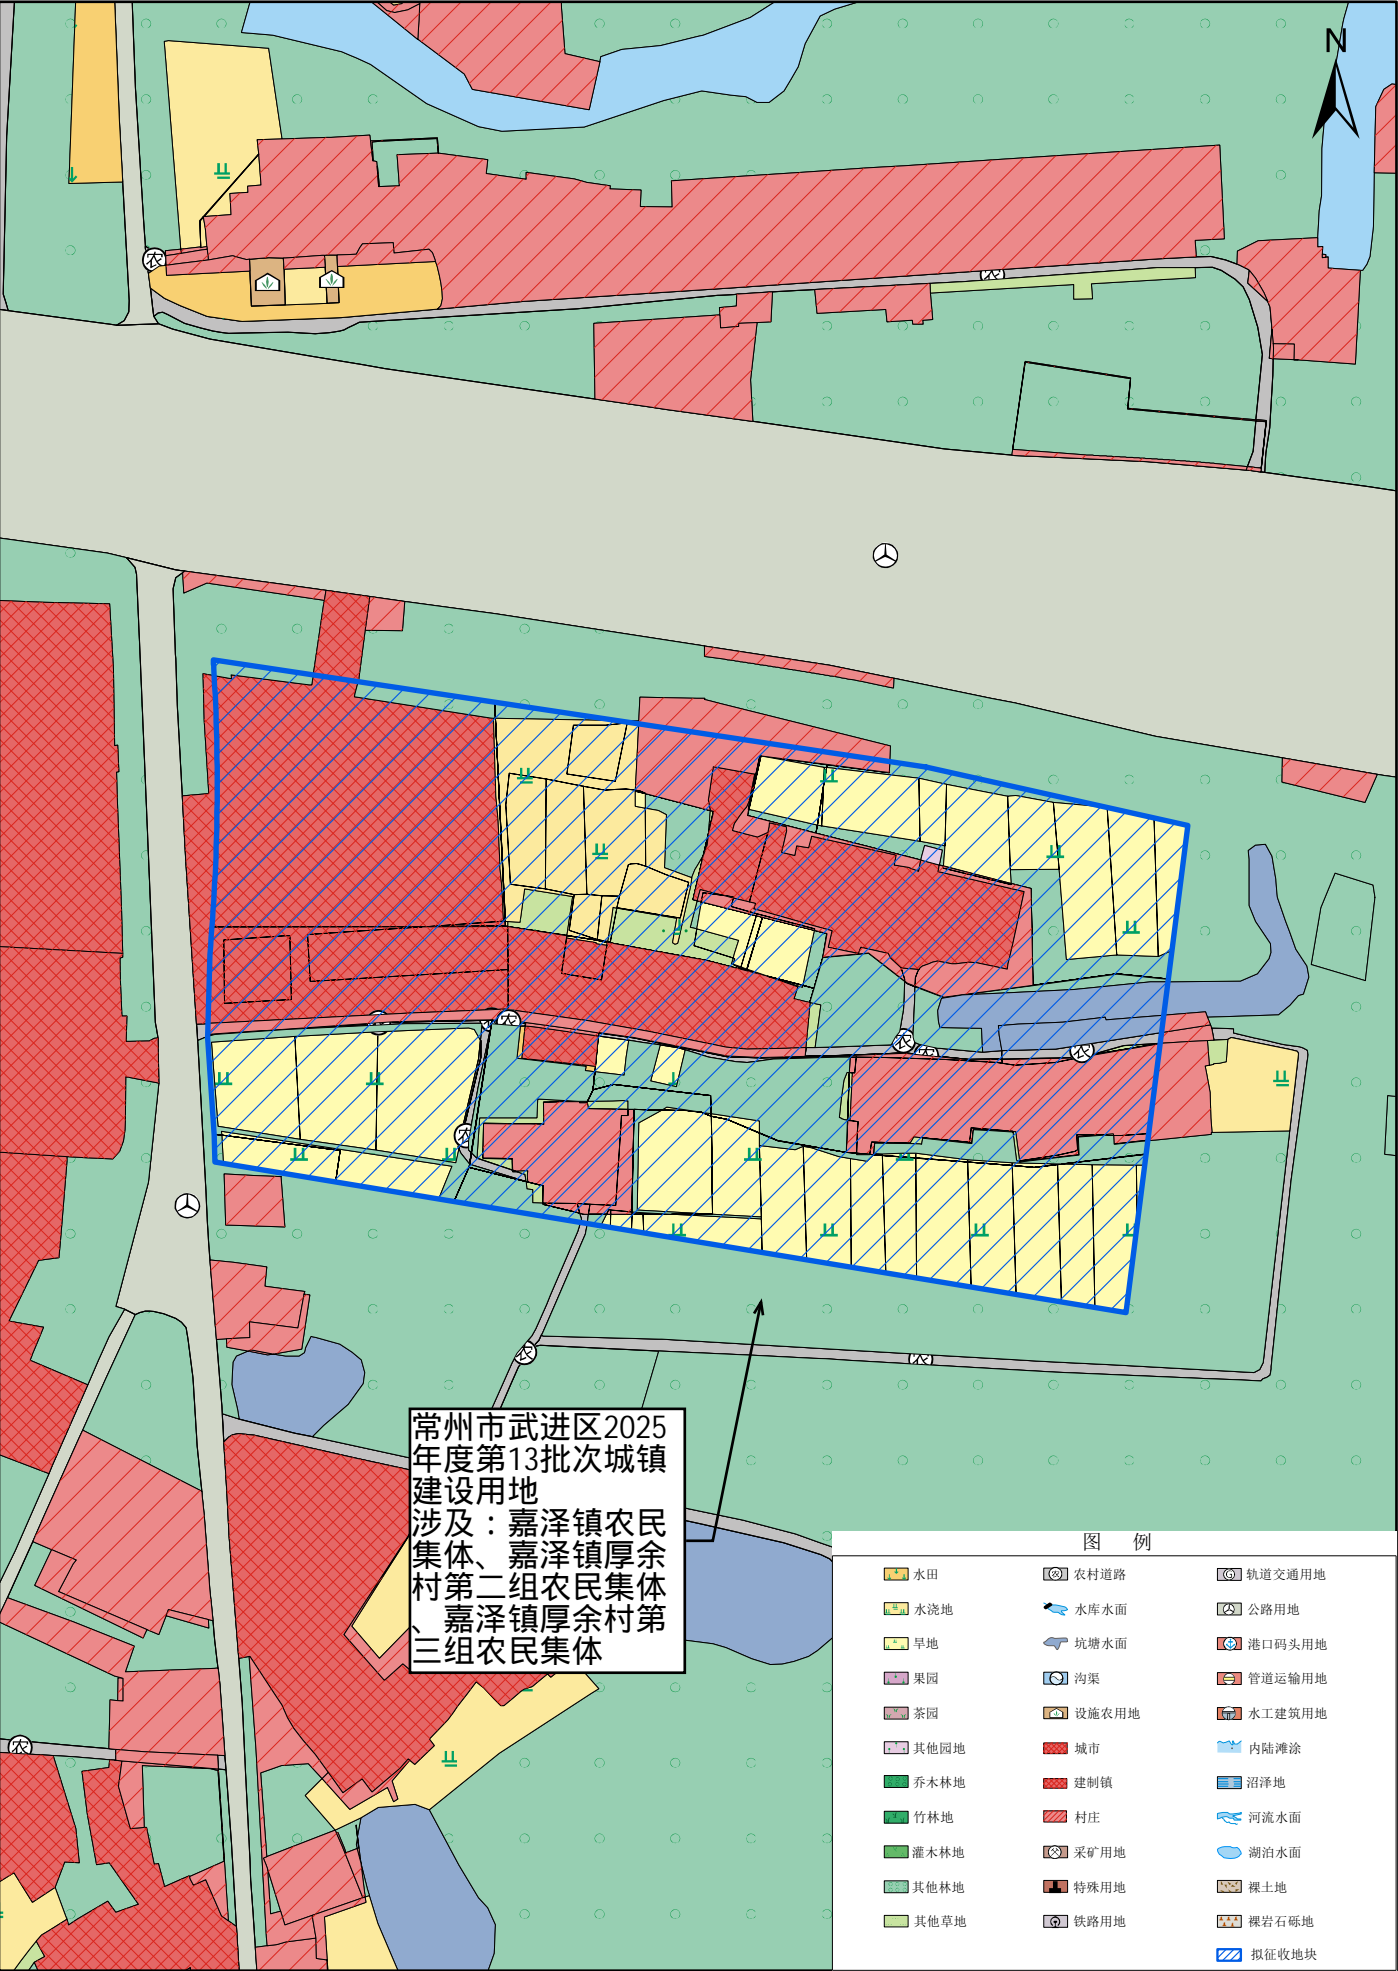 N
农
农
农
农
农
农
农
农
农
农
农
常州市武进区2025
年度第13批次城镇
建设用地
涉及：嘉泽镇农民
集体、嘉泽镇厚余
村第二组农民集体
、嘉泽镇厚余村第
三组农民集体
图 例
水田
农村道路
轨道交通用地
水浇地
水库水面
公路用地
旱地
坑塘水面
港口码头用地
果园
沟渠
管道运输用地
茶园
设施农用地
水工建筑用地
其他园地
城市
内陆滩涂
乔木林地
建制镇
沼泽地
竹林地
村庄
河流水面
灌木林地
采矿用地
湖泊水面
其他林地
特殊用地
裸土地
其他草地
铁路用地
裸岩石砾地
拟征收地块